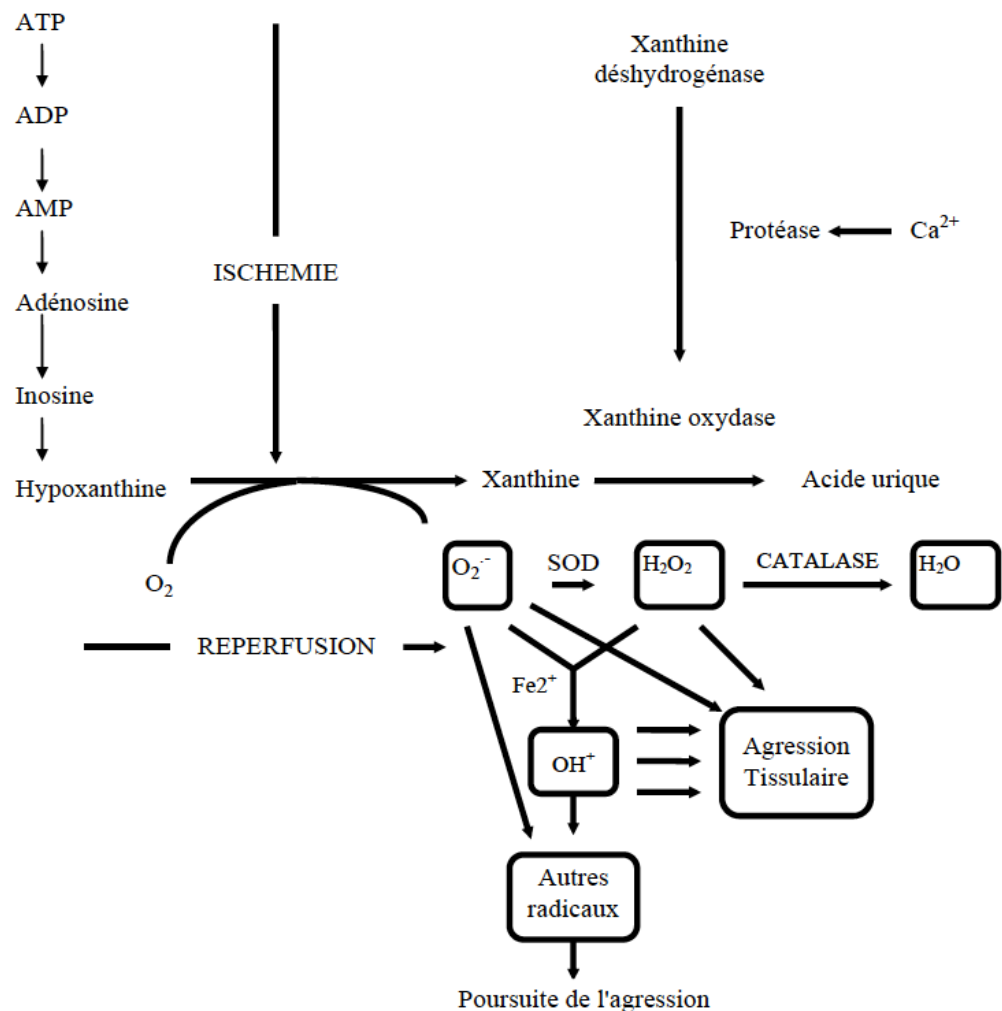 ATP
ADP
AMP
Adénosine
Inosine
Hypoxanthine
ISCHEMIE
Xanthine
déshydrogénase
Protéase
Ca²⁺
Xanthine oxydase
Xanthine
Acide urique
O₂
O₂·⁻
SOD
H₂O₂
CATALASE
H₂O
REPERFUSION
Fe2⁺
OH⁺
Agression
Tissulaire
Autres
radicaux
Poursuite de l'agression